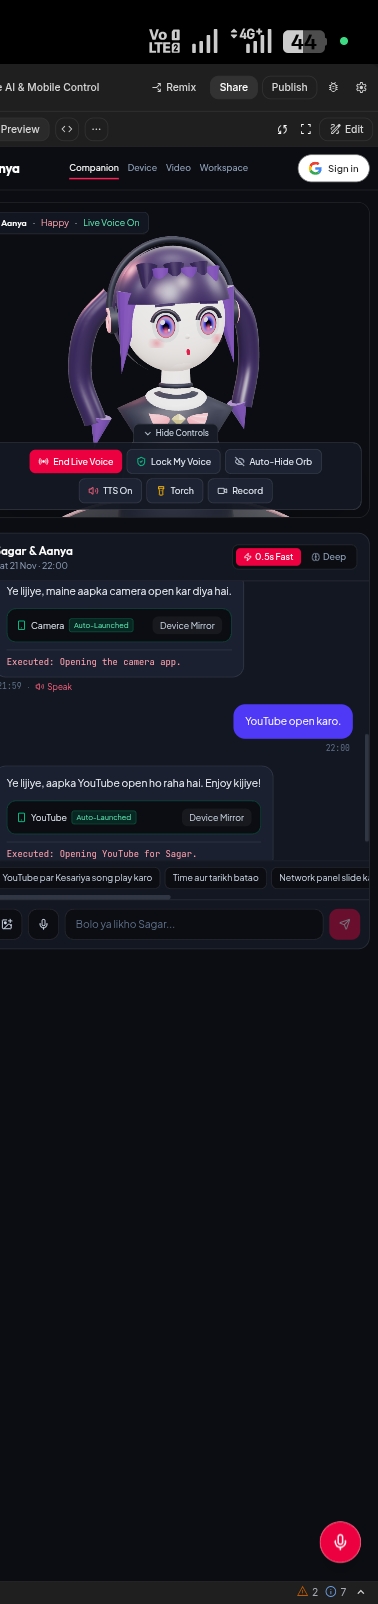 Vo
LTE
4G+
44
e AI & Mobile Control
Remix
Share
Publish
Preview
...
Edit
nya
Companion
Device
Video
Workspace
Sign in
Aanya · Happy · Live Voice On
Hide Controls
End Live Voice
Lock My Voice
Auto-Hide Orb
TTS On
Torch
Record
Sagar & Aanya
at 21 Nov · 22:00
0.5s Fast
Deep
Ye lijiye, maine aapka camera open kar diya hai.
Camera Auto-Launched Device Mirror
Executed: Opening the camera app.
21:59 · Speak
YouTube open karo.
22:00
Ye lijiye, aapka YouTube open ho raha hai. Enjoy kijiye!
YouTube Auto-Launched Device Mirror
Executed: Opening YouTube for Sagar.
YouTube par Kesariya song play karo
Time aur tarikh batao
Network panel slide k
Bolo ya likho Sagar...
2
7